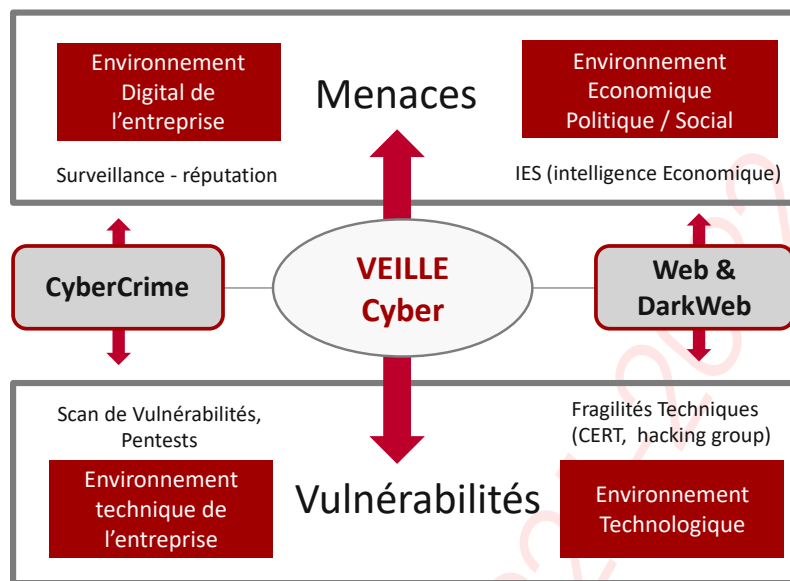 Environnement
Digital de
l'entreprise
Menaces
Environnement
Economique
Politique / Social
Surveillance - réputation
IES (intelligence Economique)
CyberCrime
VEILLE
Cyber
Web &
DarkWeb
Scan de Vulnérabilités,
Pentests
Fragilités Techniques
(CERT, hacking group)
Environnement
technique de
l'entreprise
Vulnérabilités
Environnement
Technologique